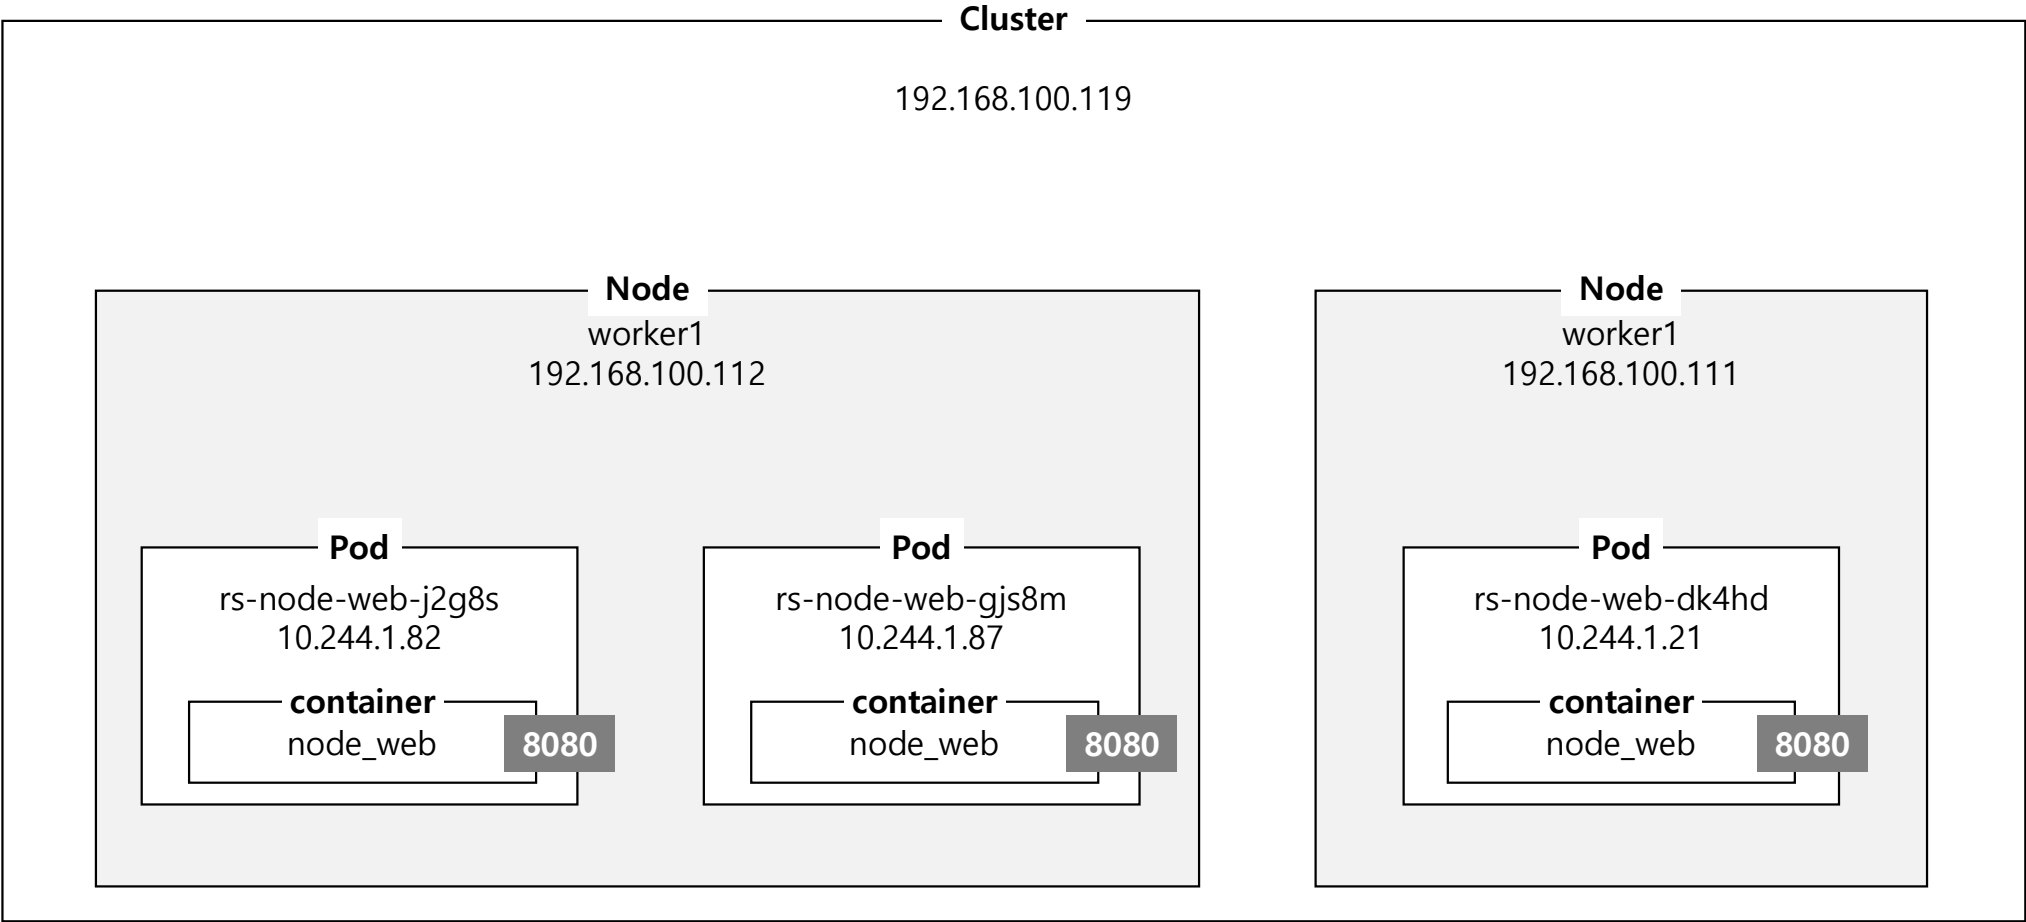 Cluster
192.168.100.119
Node
worker1
192.168.100.112
Pod
rs-node-web-j2g8s
10.244.1.82
container
node_web
8080
Pod
rs-node-web-gjs8m
10.244.1.87
container
node_web
8080
Node
worker1
192.168.100.111
Pod
rs-node-web-dk4hd
10.244.1.21
container
node_web
8080